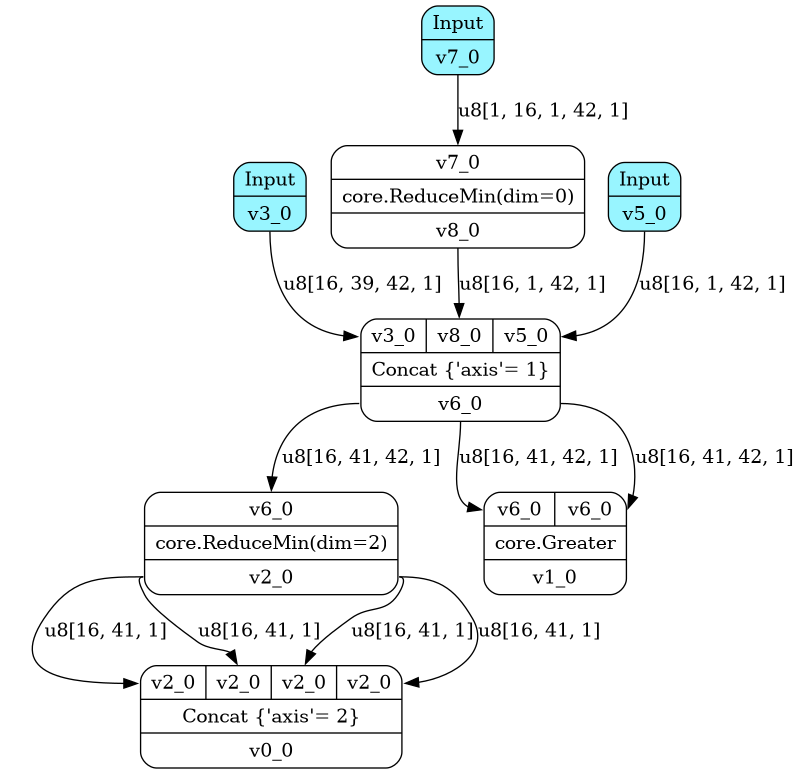 Input
v7_0
u8[1, 16, 1, 42, 1]
Input
v3_0
v7_0
core.ReduceMin(dim=0)
v8_0
Input
v5_0
u8[16, 39, 42, 1]
u8[16, 1, 42, 1]
u8[16, 1, 42, 1]
v3_0 v8_0 v5_0
Concat {'axis'= 1}
v6_0
u8[16, 41, 42, 1]
u8[16, 41, 42, 1]
u8[16, 41, 42, 1]
v6_0
core.ReduceMin(dim=2)
v2_0
v6_0 v6_0
core.Greater
v1_0
u8[16, 41, 1]
u8[16, 41, 1]
u8[16, 41, 1]
u8[16, 41, 1]
v2_0 v2_0 v2_0 v2_0
Concat {'axis'= 2}
v0_0